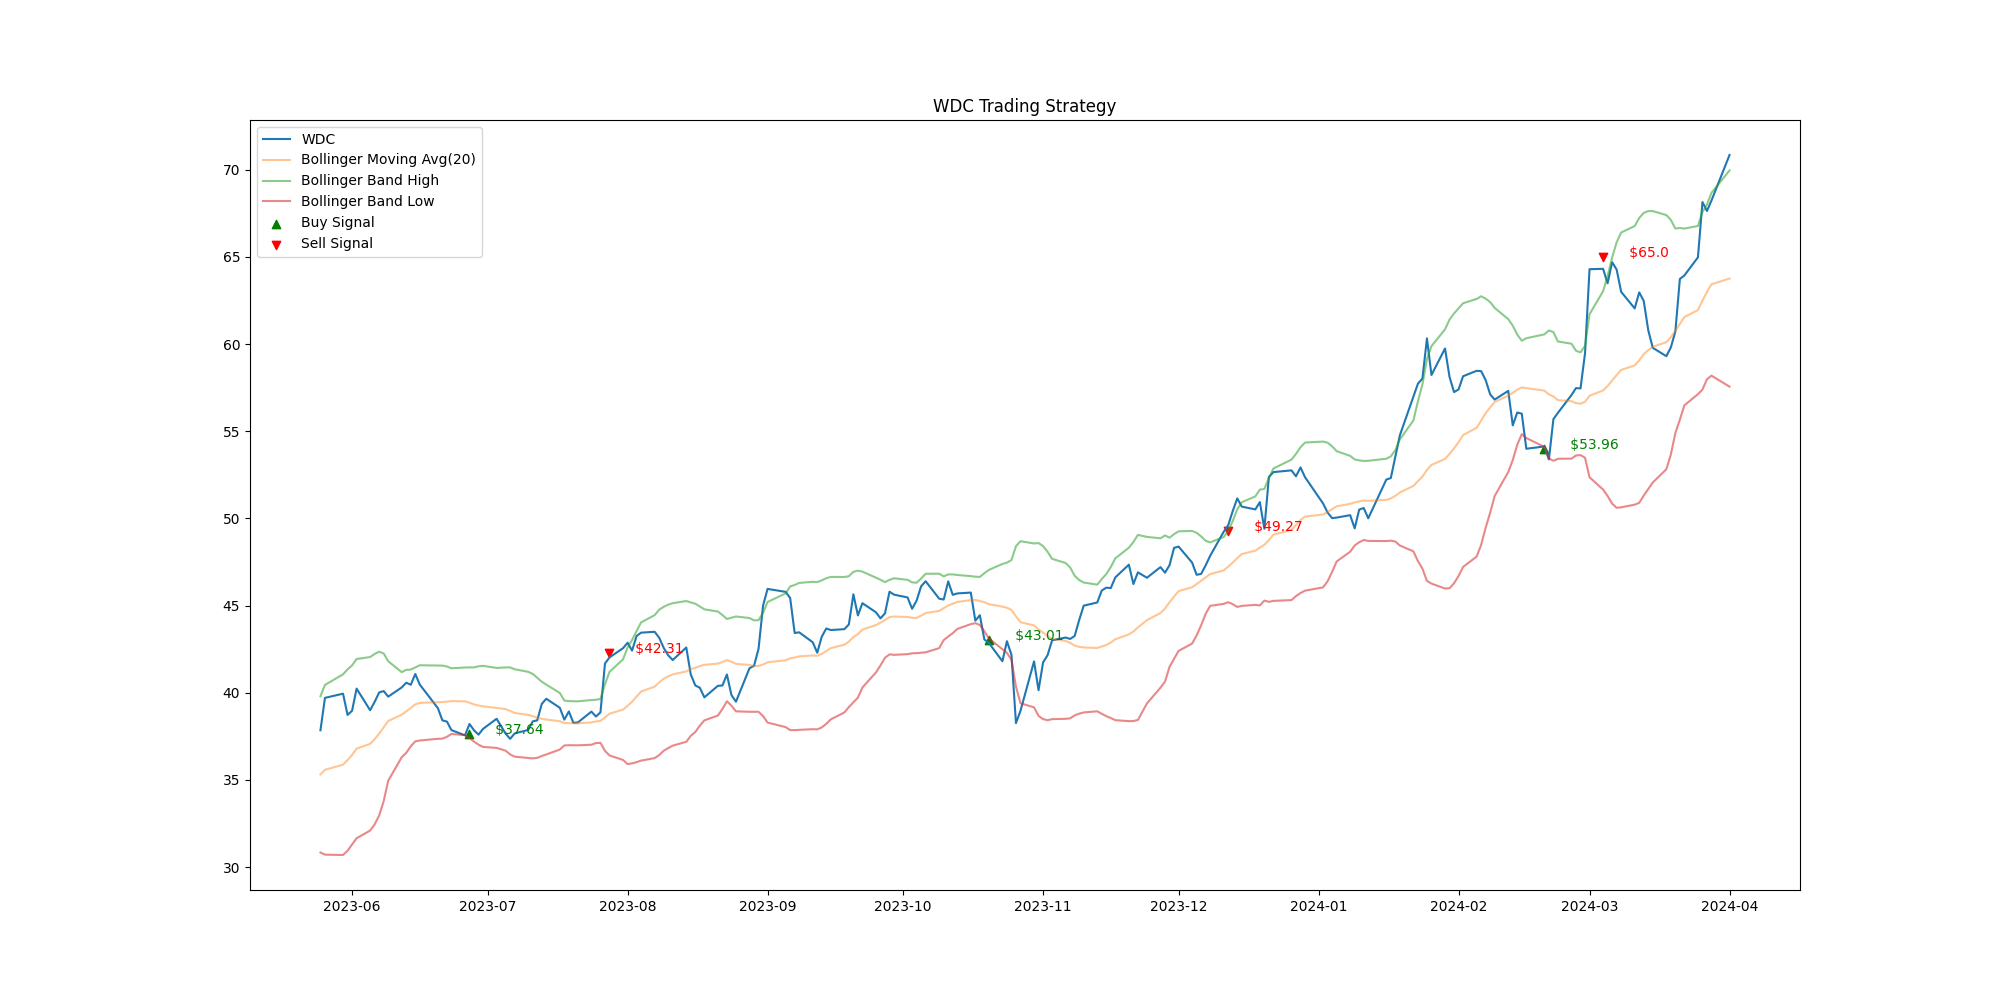 WDC Trading Strategy
WDC
Bollinger Moving Avg(20)
Bollinger Band High
Bollinger Band Low
Buy Signal
Sell Signal
70
65
60
55
50
45
40
35
30
$65.0
$53.96
$49.27
$43.01
$42.31
$37.64
2023-06 2023-07 2023-08 2023-09 2023-10 2023-11 2023-12 2024-01 2024-02 2024-03 2024-04